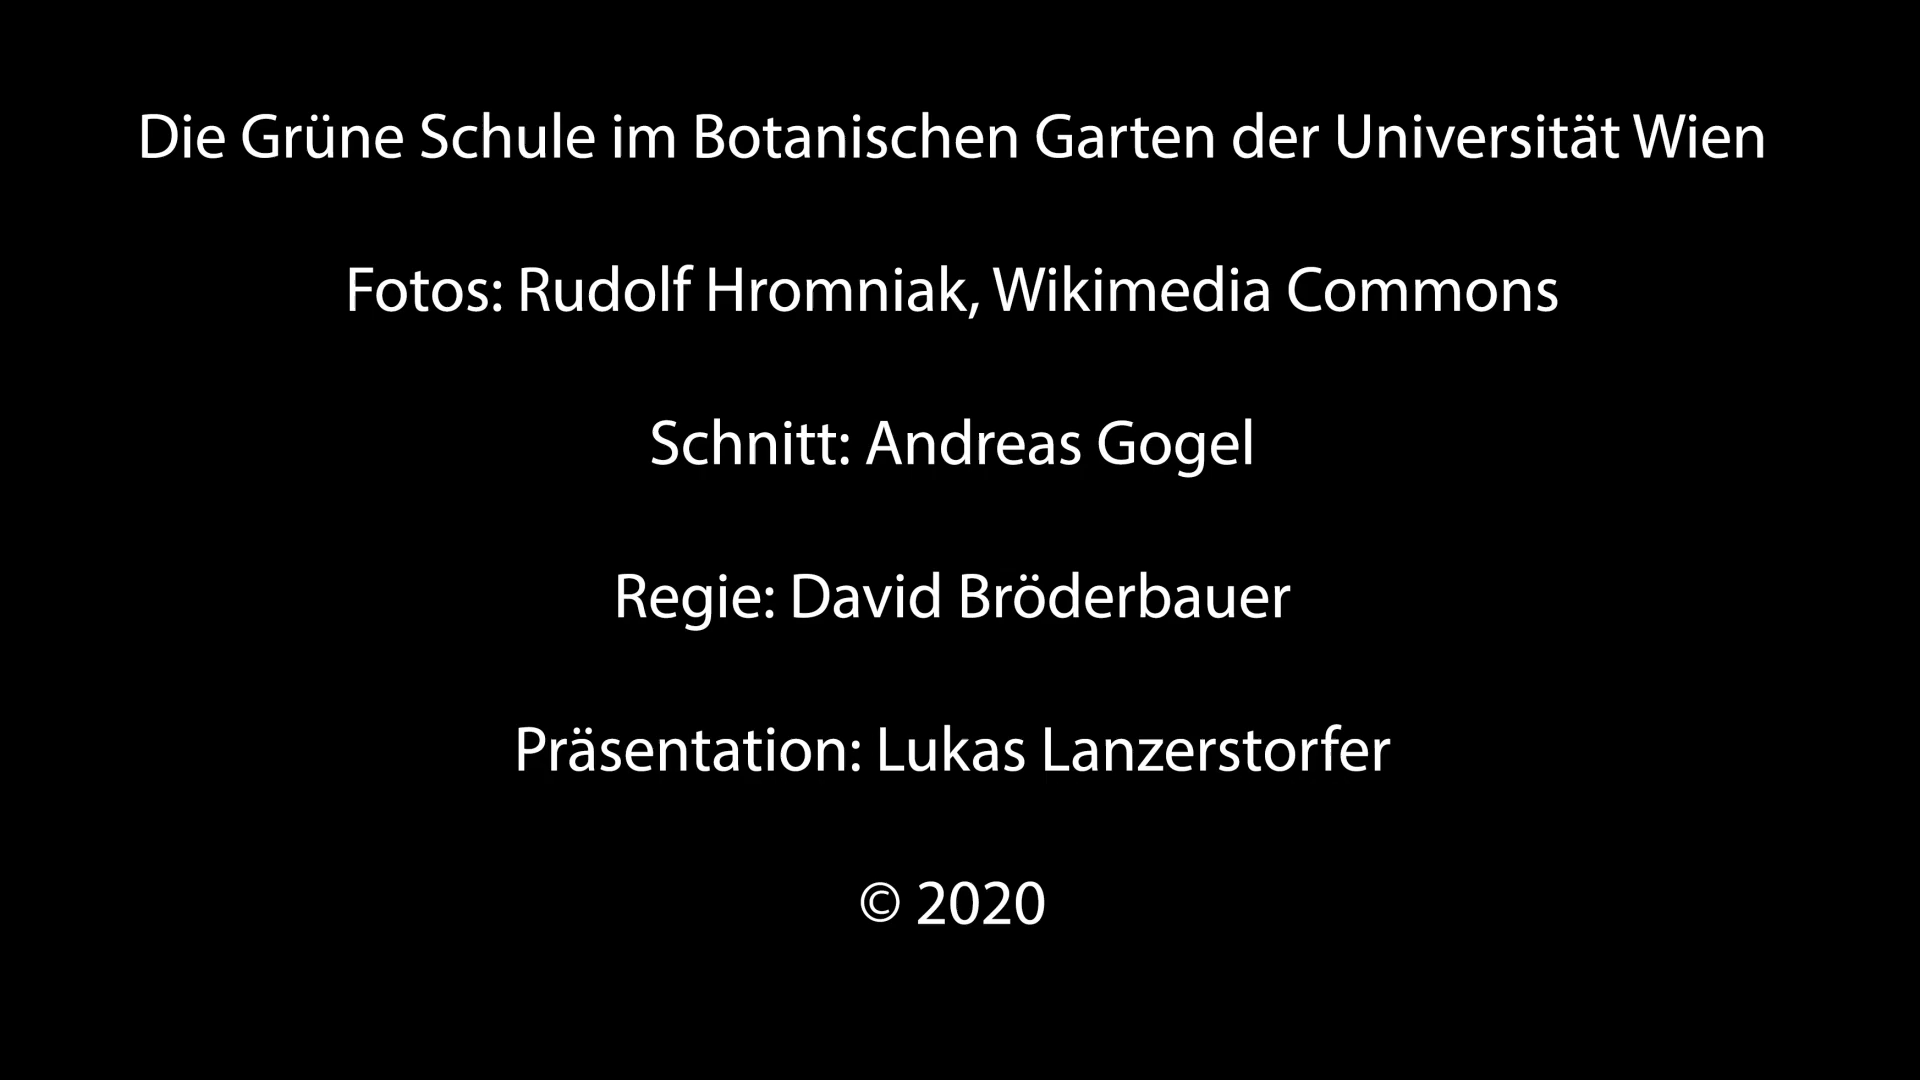 Die Grüne Schule im Botanischen Garten der Universität Wien
Fotos: Rudolf Hromniak, Wikimedia Commons
Schnitt: Andreas Gogel
Regie: David Bröderbauer
Präsentation: Lukas Lanzerstorfer
© 2020